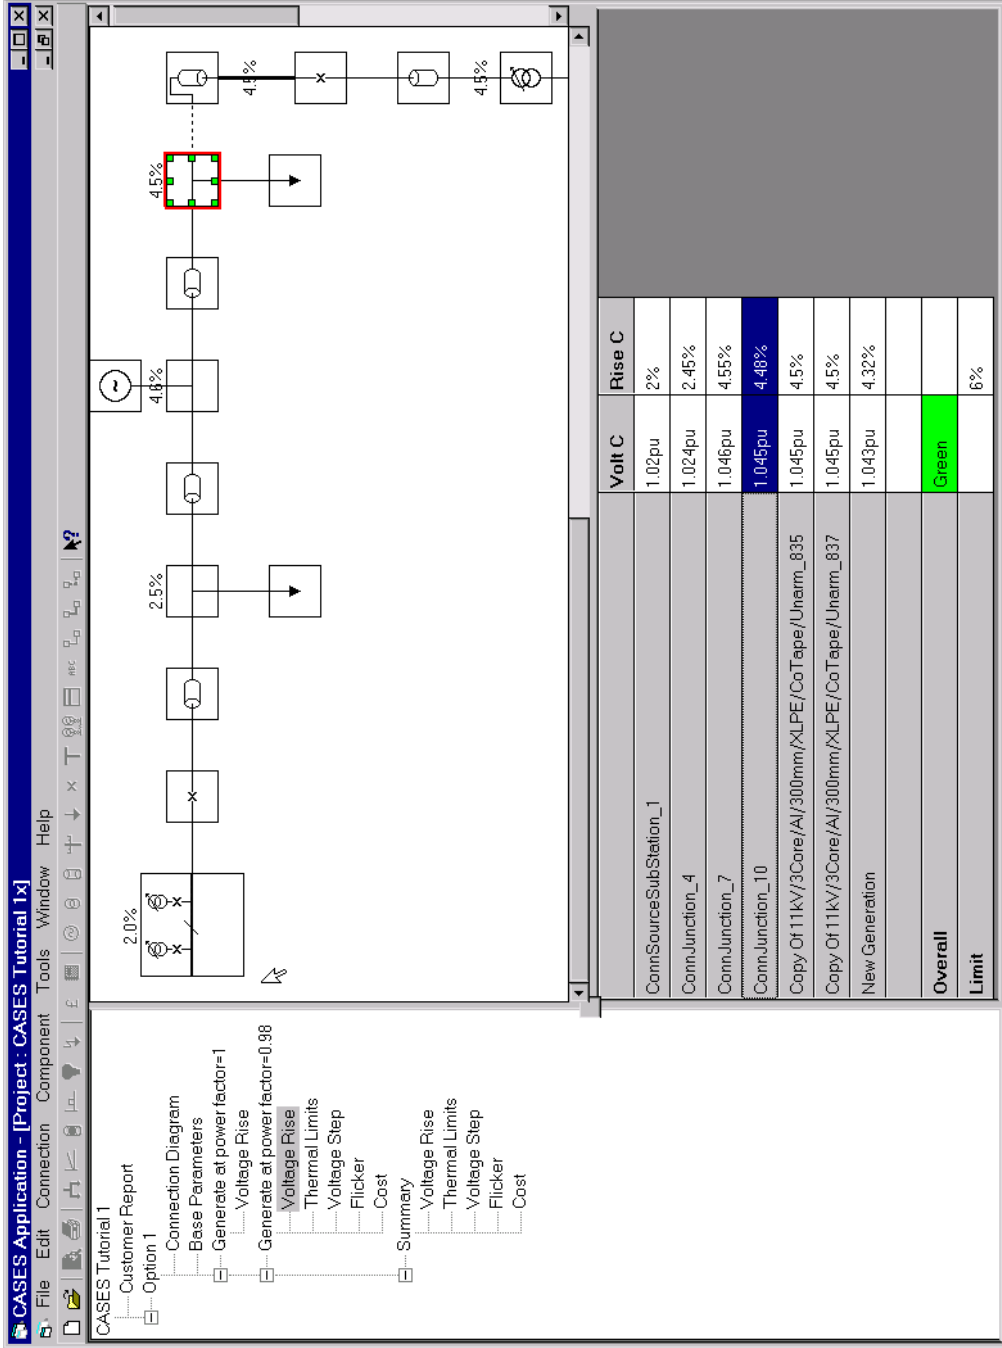 CASES Application - [Project : CASES Tutorial 1x]
File Edit Connection Component Tools Window Help
£ ABC
CASES Tutorial 1
Customer Report
Option 1
Connection Diagram
Base Parameters
Generate at power factor=1
Voltage Rise
Generate at power factor=0.98
Voltage Rise
Thermal Limits
Voltage Step
Flicker
Cost
Summary
Voltage Rise
Thermal Limits
Voltage Step
Flicker
Cost
2.0%
2.5%
4.6%
4.5%
4.5%
4.5%
Volt C Rise C
ConnSourceSubStation_1 1.02pu 2%
ConnJunction_4 1.024pu 2.45%
ConnJunction_7 1.046pu 4.55%
ConnJunction_10 1.045pu 4.48%
Copy Of 11kV/3Core/Al/300mm/XLPE/CoTape/Unarm_835 1.045pu 4.5%
Copy Of 11kV/3Core/Al/300mm/XLPE/CoTape/Unarm_837 1.045pu 4.5%
New Generation 1.043pu 4.32%
Overall Green
Limit 6%